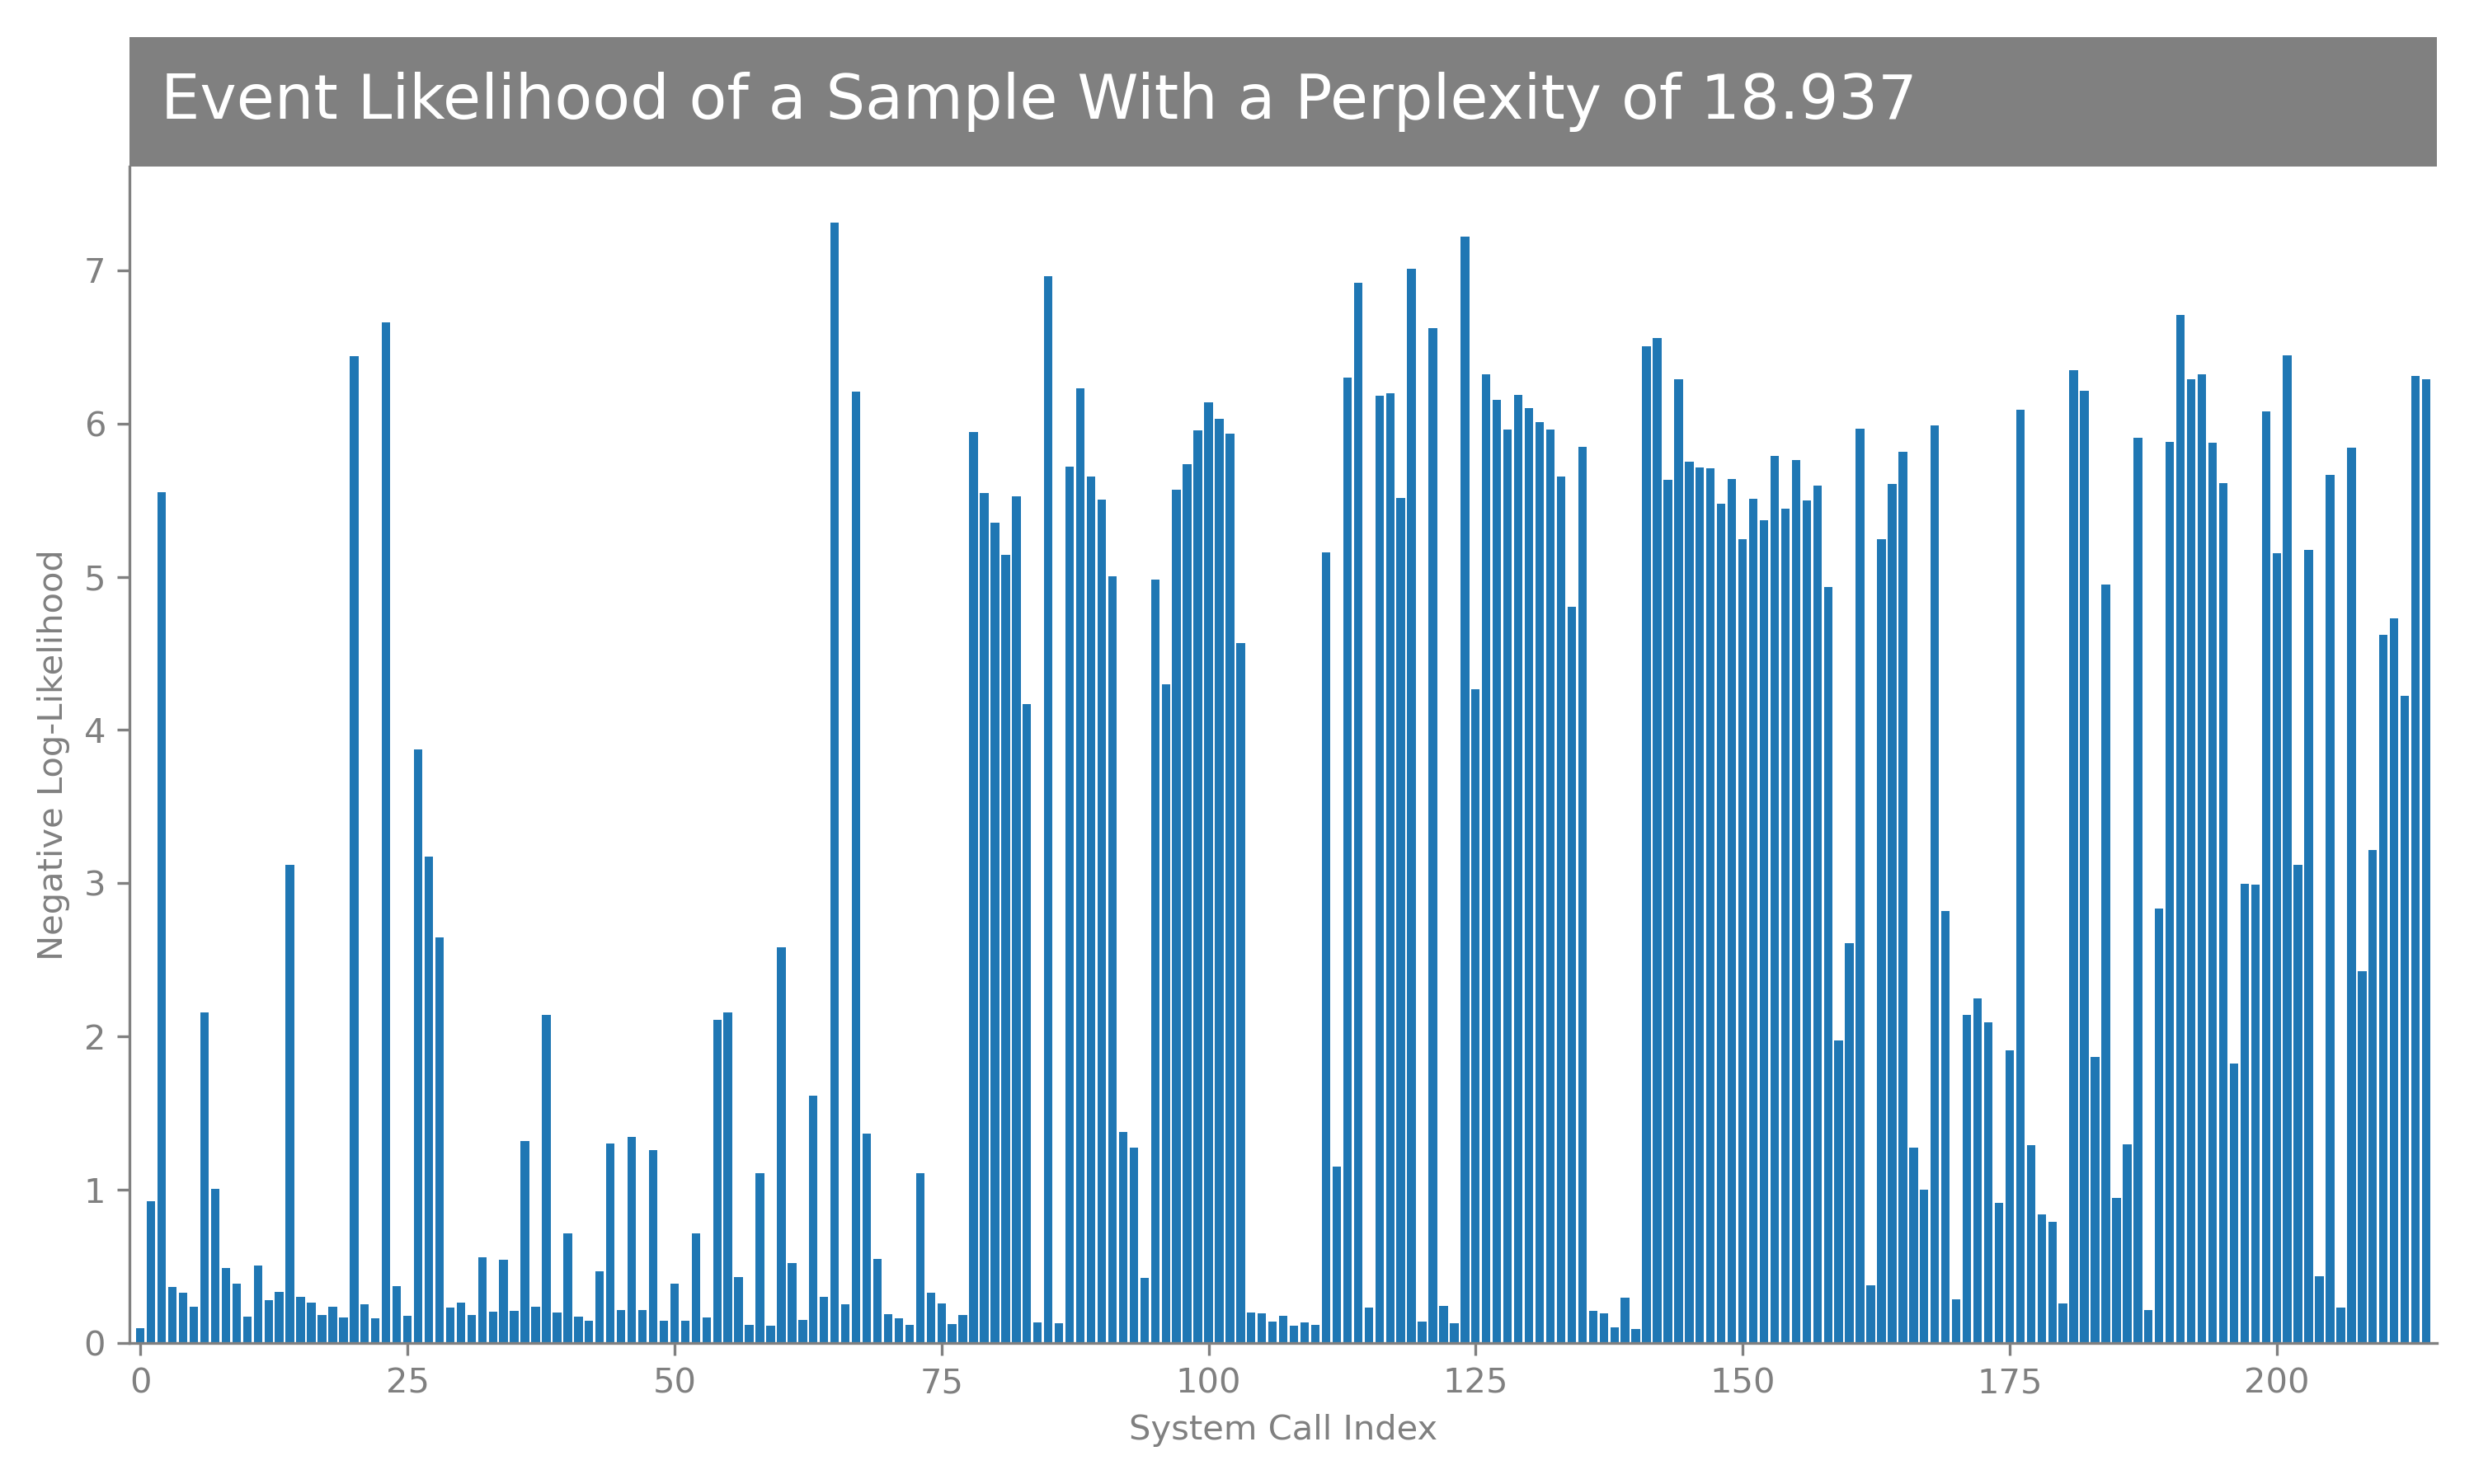 Event Likelihood of a Sample With a Perplexity of 18.937
7
6
5
4
3
2
1
0
Negative Log-Likelihood
0 25 50 75 100 125 150 175 200
System Call Index